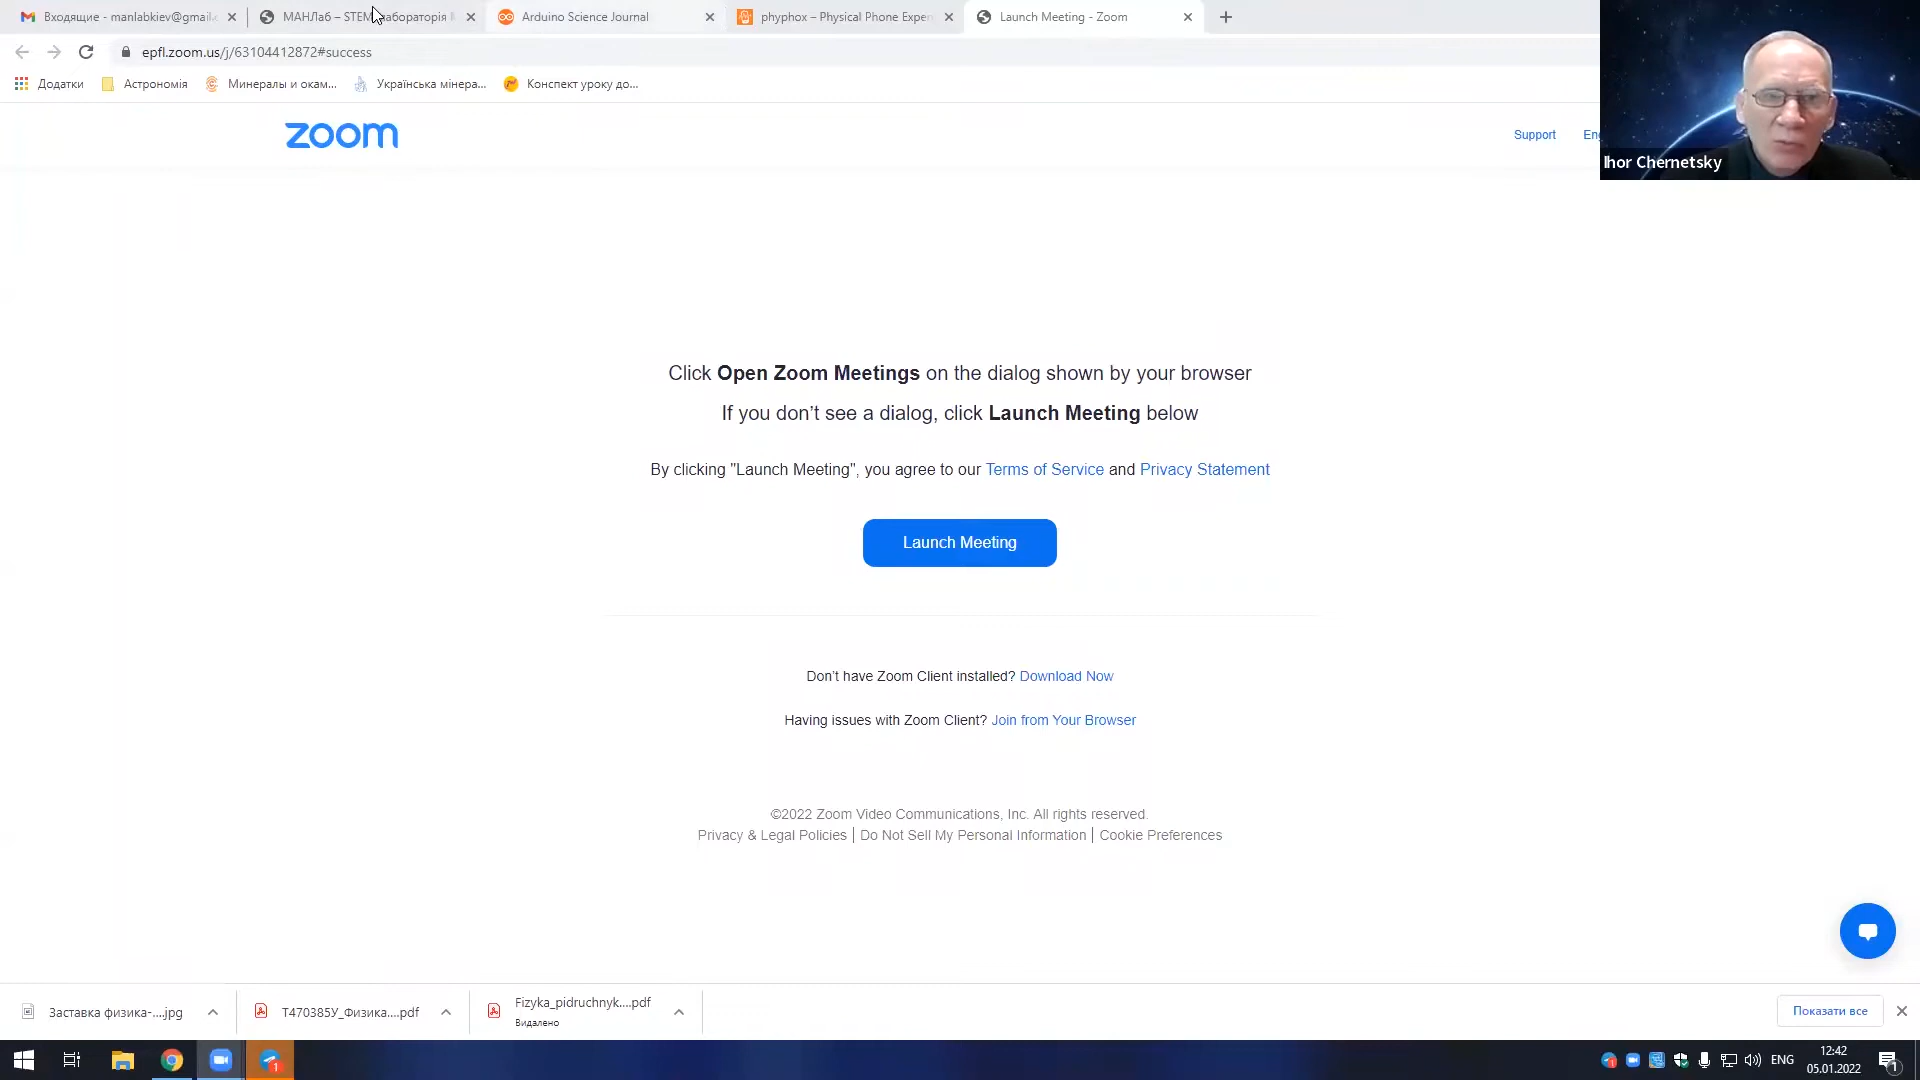 Входящие - manlabkiev@gmail.
МАНЛаб – STEM
Arduino Science Journal
phyphox – Physical Phone Exper
Launch Meeting - Zoom
epfl.zoom.us/j/63104412872#success
Додатки
Астрономія
Минералы и окам...
Українська мінера...
Конспект уроку до...
zoom
Support
Eng
Ihor Chernetsky
Click Open Zoom Meetings on the dialog shown by your browser
If you don’t see a dialog, click Launch Meeting below
By clicking "Launch Meeting", you agree to our Terms of Service and Privacy Statement
Launch Meeting
Don’t have Zoom Client installed? Download Now
Having issues with Zoom Client? Join from Your Browser
©2022 Zoom Video Communications, Inc. All rights reserved.
Privacy & Legal Policies | Do Not Sell My Personal Information | Cookie Preferences
Заставка физика-....jpg
Т470385У_Физика....pdf
Fizyka_pidruchnyk....pdf
Видалено
Показати все
1
ENG
12:42
05.01.2022
1